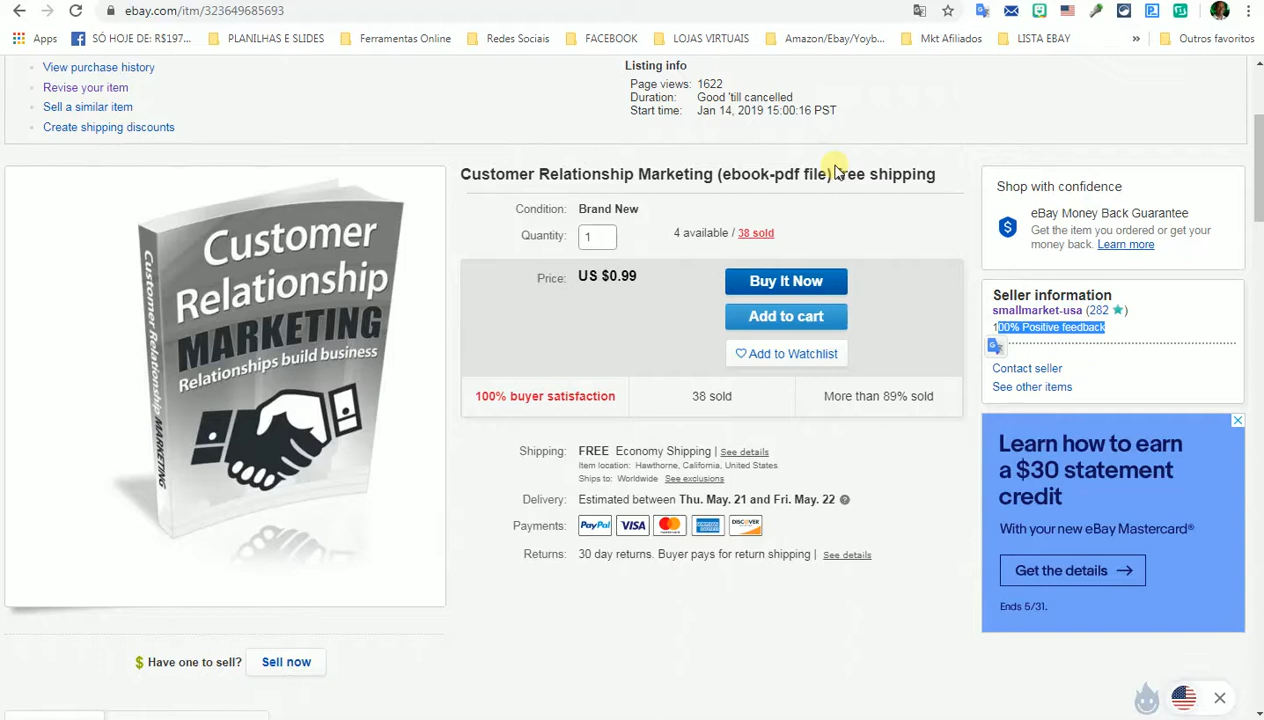 ebay.com/itm/323649685693
Apps
SÓ HOJE DE: R$197...
PLANILHAS E SLIDES
Ferramentas Online
Redes Sociais
FACEBOOK
LOJAS VIRTUAIS
Amazon/Ebay/Yoyb...
Mkt Afiliados
LISTA EBAY
»
Outros favoritos
View purchase history
Revise your item
Sell a similar item
Create shipping discounts
Listing info
Page views: 1622
Duration: Good 'till cancelled
Start time: Jan 14, 2019 15:00:16 PST
Customer
Relationship
MARKETING
Relationships build business
Customer Relationship MARKETING
Customer Relationship Marketing (ebook-pdf file) free shipping
Condition: Brand New
Quantity: 1
4 available / 38 sold
Price: US $0.99
Buy It Now
Add to cart
Add to Watchlist
100% buyer satisfaction
38 sold
More than 89% sold
Shipping: FREE Economy Shipping | See details
Item location: Hawthorne, California, United States
Ships to: Worldwide See exclusions
Delivery: Estimated between Thu. May. 21 and Fri. May. 22
Payments: PayPal VISA MasterCard AMERICAN EXPRESS DISCOVER
Returns: 30 day returns. Buyer pays for return shipping | See details
Shop with confidence
eBay Money Back Guarantee
Get the item you ordered or get your
money back. Learn more
Seller information
smallmarket-usa (282 ★)
100% Positive feedback
Contact seller
See other items
Learn how to earn
a $30 statement
credit
With your new eBay Mastercard®
Get the details →
Ends 5/31.
$ Have one to sell? Sell now